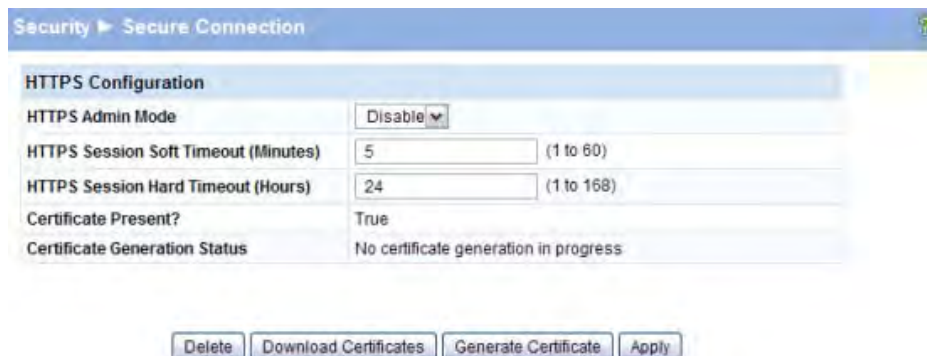 Security ► Secure Connection
HTTPS Configuration
HTTPS Admin Mode Disable
HTTPS Session Soft Timeout (Minutes) 5 (1 to 60)
HTTPS Session Hard Timeout (Hours) 24 (1 to 168)
Certificate Present? True
Certificate Generation Status No certificate generation in progress
Delete Download Certificates Generate Certificate Apply